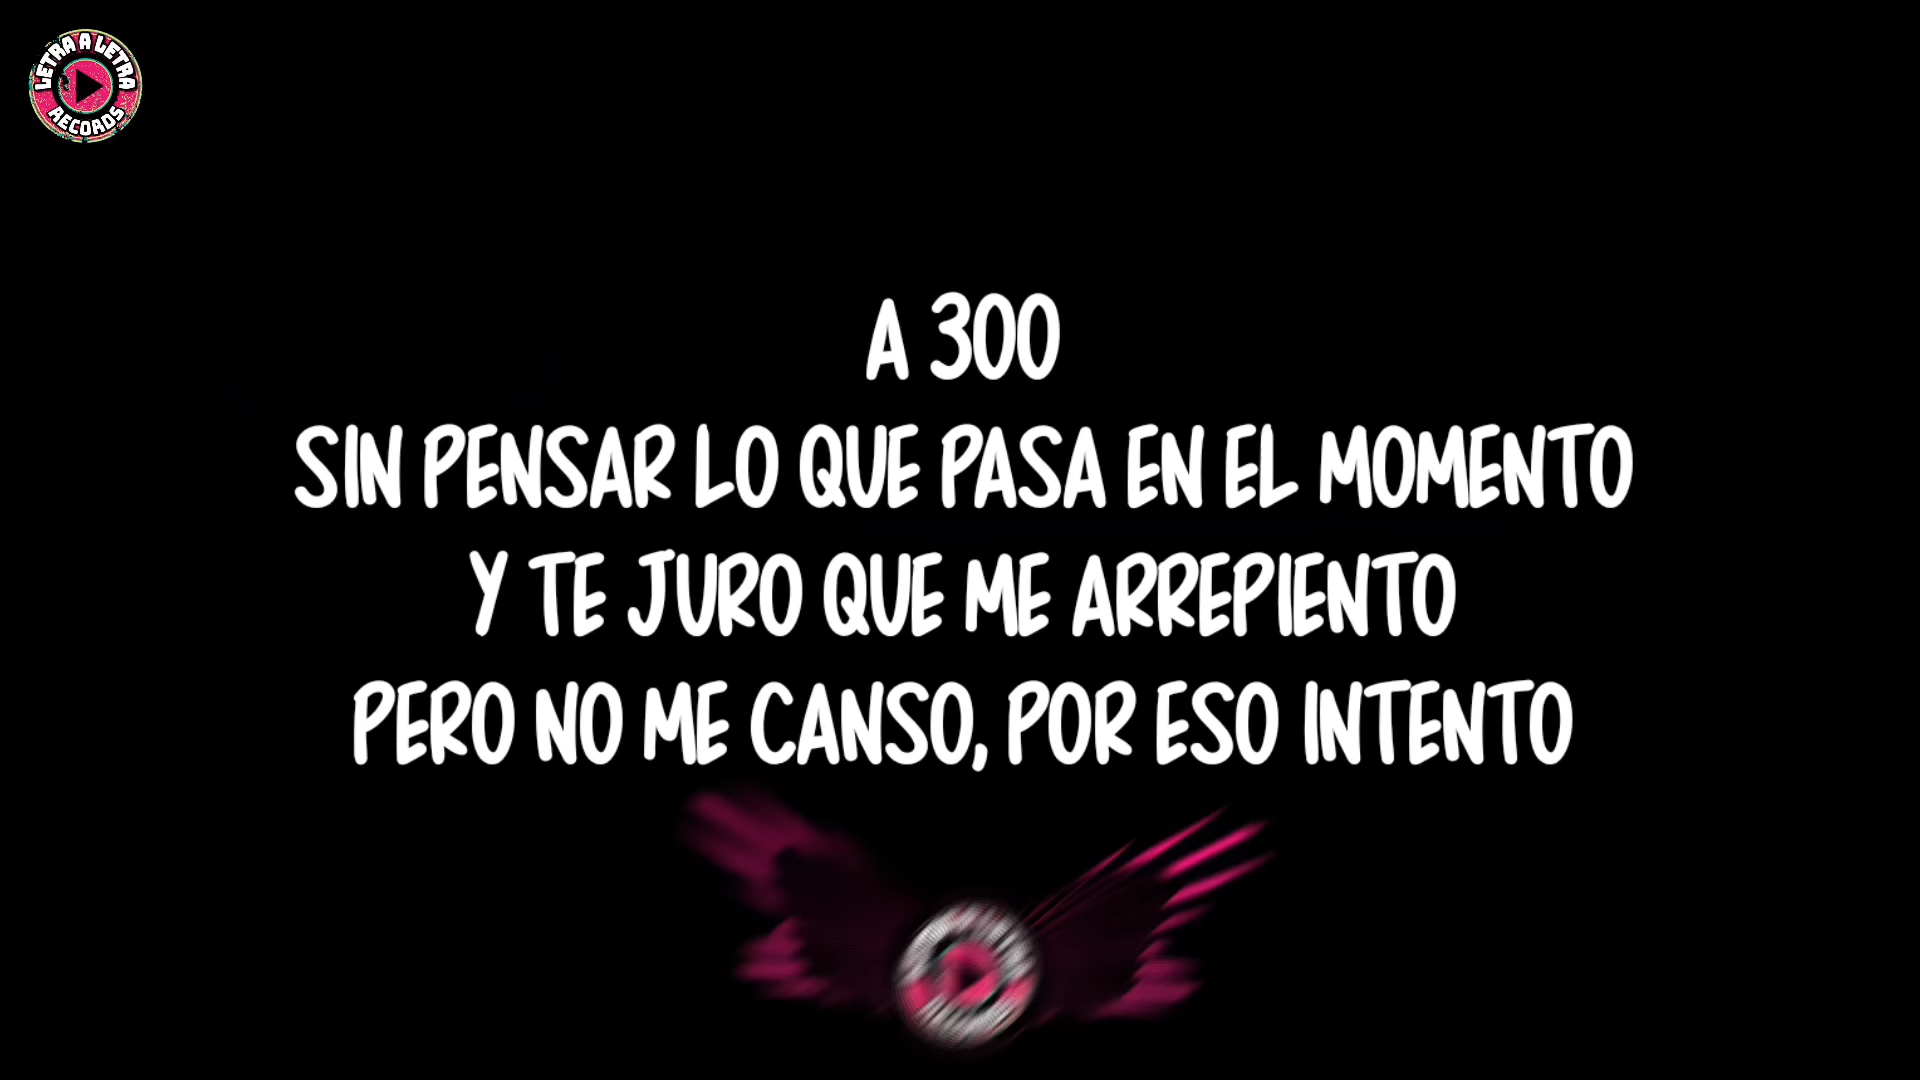 LETRA A LETRA
RECORDS
A 300
SIN PENSAR LO QUE PASA EN EL MOMENTO
Y TE JURO QUE ME ARREPIENTO
PERO NO ME CANSO, POR ESO INTENTO